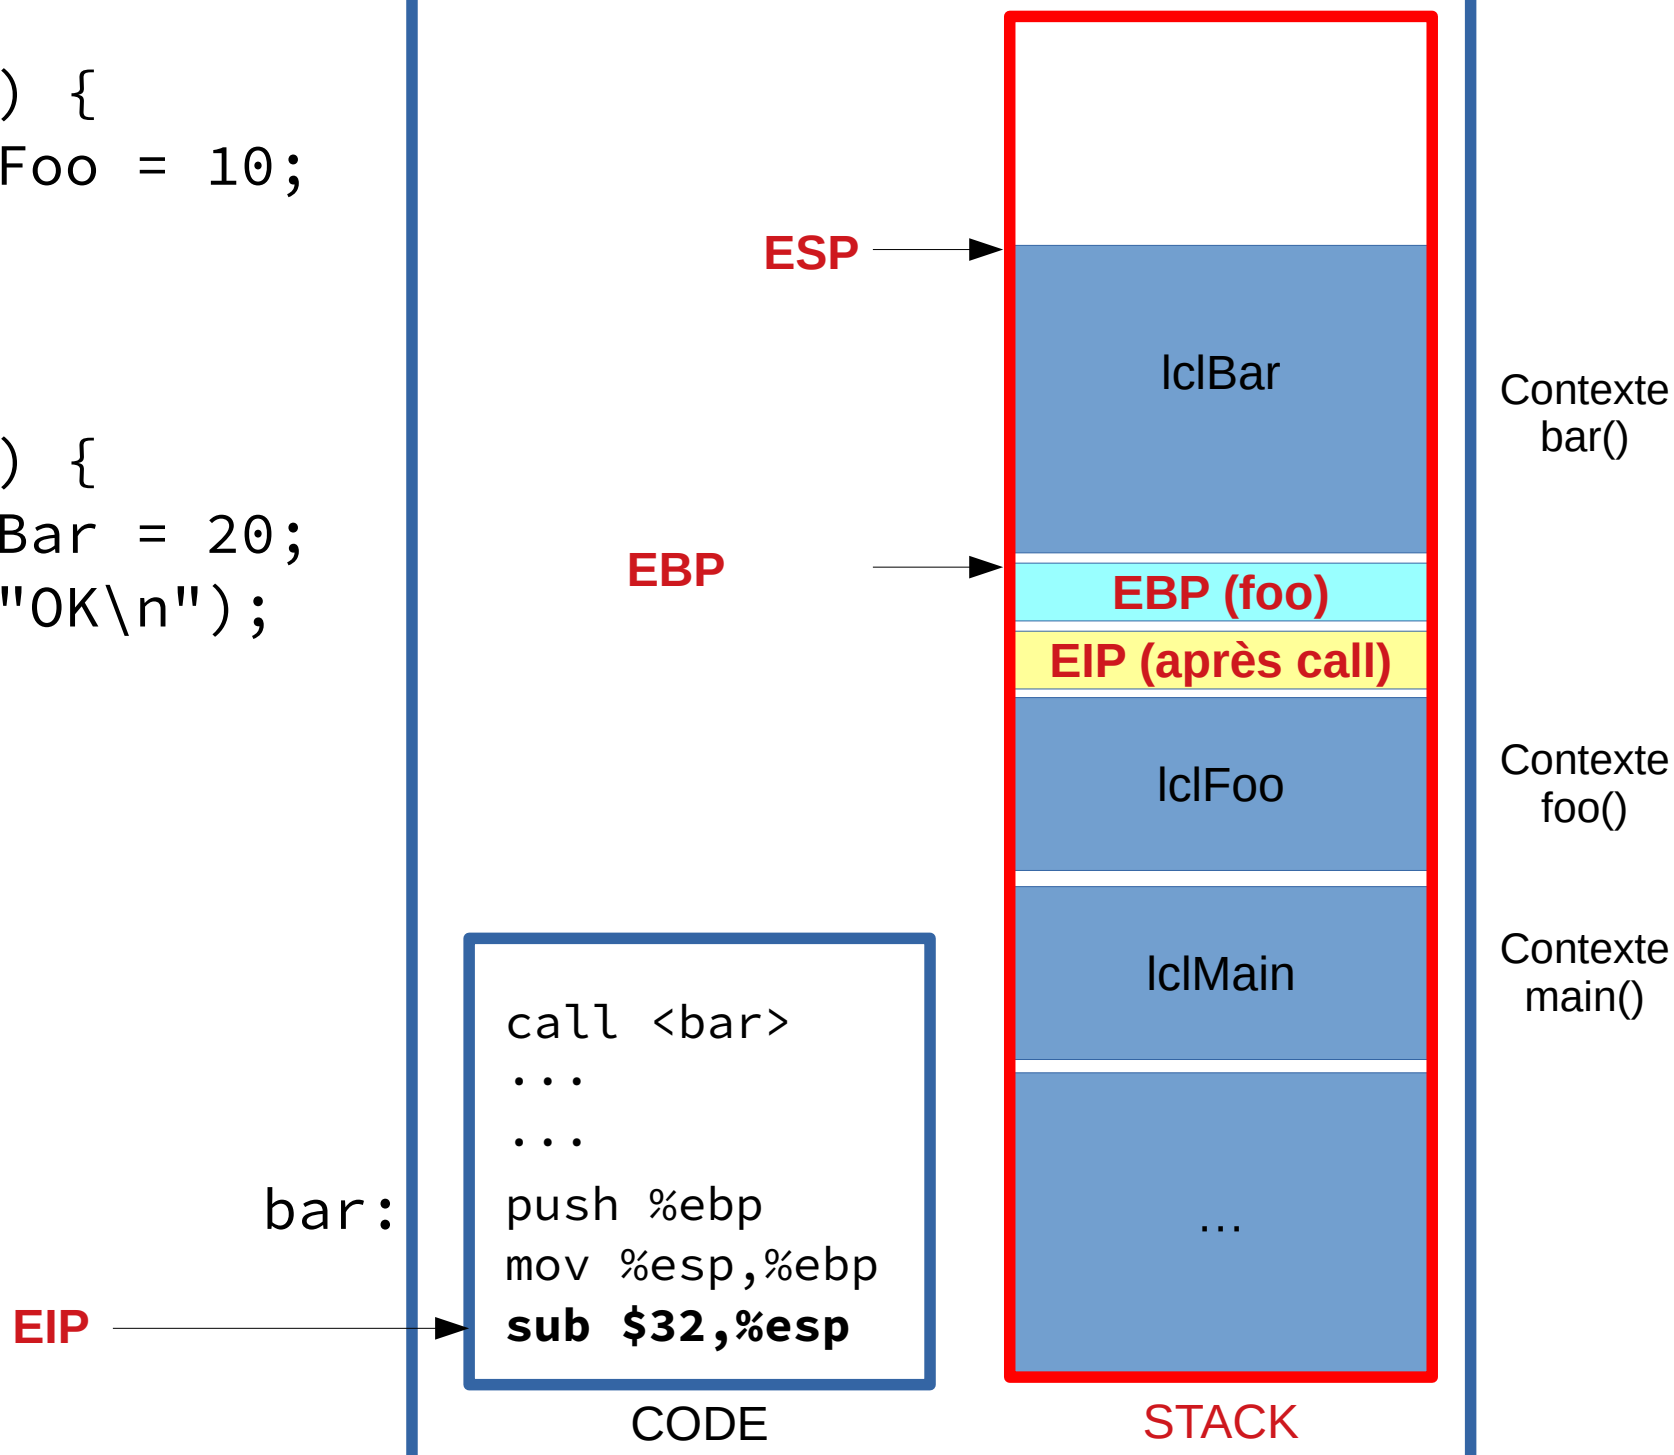 ) {
Foo = 10;
) {
Bar = 20;
"OK\n");
ESP
EBP
lclBar
EBP (foo)
EIP (après call)
lclFoo
lclMain
...
Contexte
bar()
Contexte
foo()
Contexte
main()
call <bar>
...
...
bar:
push %ebp
mov %esp,%ebp
EIP
sub $32,%esp
CODE
STACK